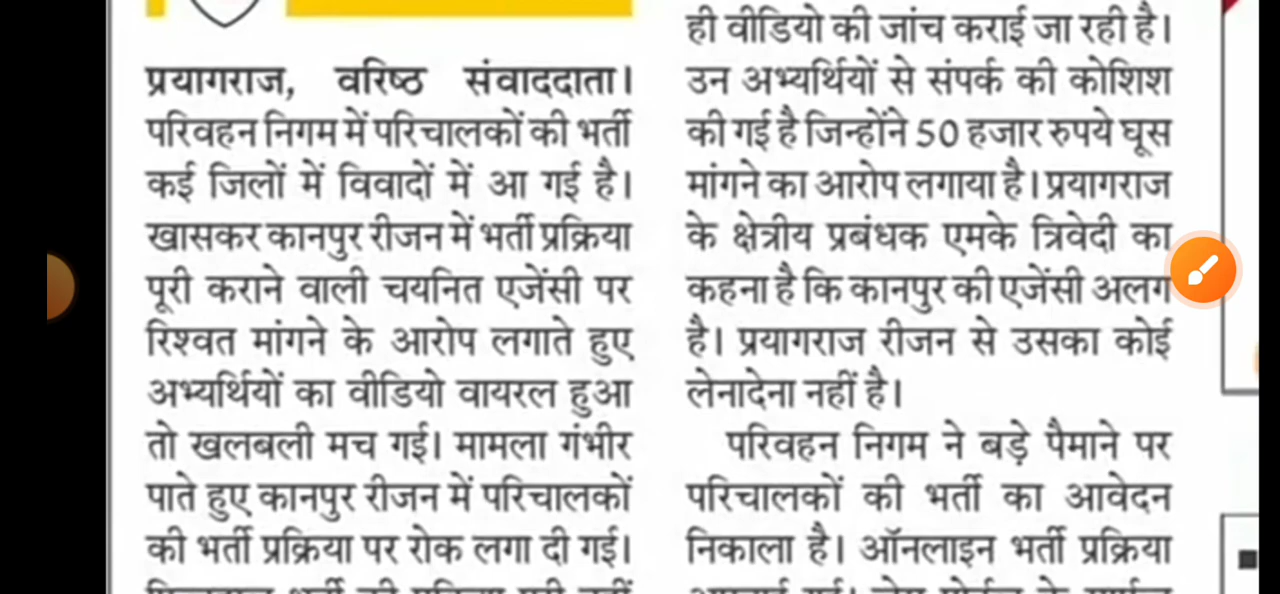 प्रयागराज, वरिष्ठ संवाददाता।
परिवहन निगम में परिचालकों की भर्ती
कई जिलों में विवादों में आ गई है।
खासकर कानपुर रीजन में भर्ती प्रक्रिया
पूरी कराने वाली चयनित एजेंसी पर
रिश्वत मांगने के आरोप लगाते हुए
अभ्यर्थियों का वीडियो वायरल हुआ
तो खलबली मच गई। मामला गंभीर
पाते हुए कानपुर रीजन में परिचालकों
की भर्ती प्रक्रिया पर रोक लगा दी गई।
ही वीडियो की जांच कराई जा रही है।
उन अभ्यर्थियों से संपर्क की कोशिश
की गई है जिन्होंने 50 हजार रुपये घूस
मांगने का आरोप लगाया है। प्रयागराज
के क्षेत्रीय प्रबंधक एमके त्रिवेदी का
कहना है कि कानपुर की एजेंसी अलग
है। प्रयागराज रीजन से उसका कोई
लेनादेना नहीं है।
परिवहन निगम ने बड़े पैमाने पर
परिचालकों की भर्ती का आवेदन
निकाला है। ऑनलाइन भर्ती प्रक्रिया